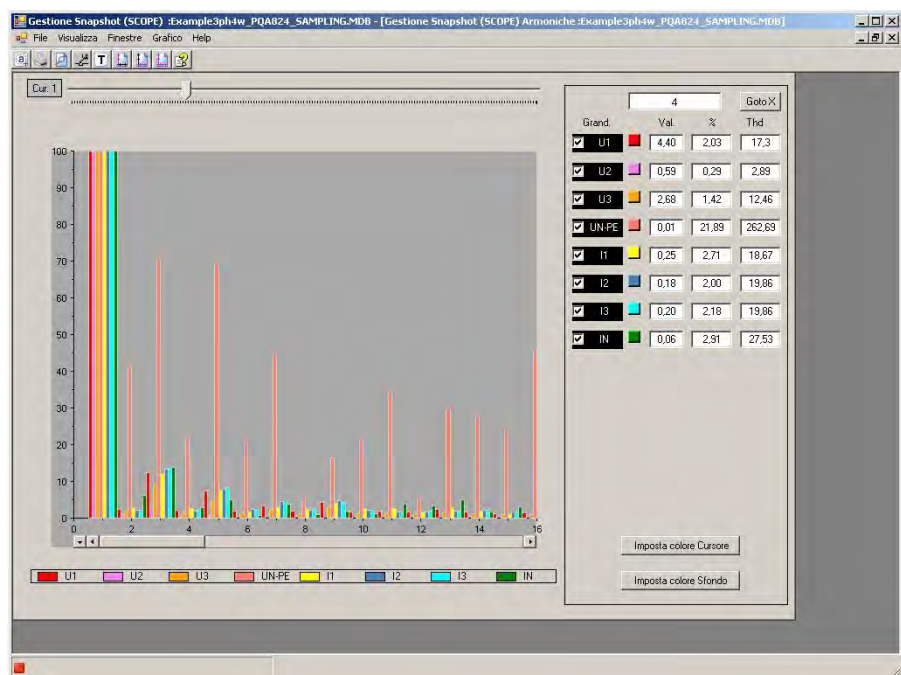 Gestione Snapshot (SCOPE) :Example3ph4w_PQA824_SAMPLING.MDB - [Gestione Snapshot (SCOPE) Armoniche :Example3ph4w_PQA824_SAMPLING.MDB]
File Visualizza Finestre Grafico Help
T
Cur. 1
4 Goto X
Grand. Val. % Thd
U1 4,40 2,03 17,3
U2 0,59 0,29 2,89
U3 2,68 1,42 12,46
UN-PE 0,01 21,89 262,69
I1 0,25 2,71 18,67
I2 0,18 2,00 19,86
I3 0,20 2,18 19,86
IN 0,06 2,91 27,53
100
90
80
70
60
50
40
30
20
10
0
0 2 4 6 8 10 12 14 16
Imposta colore Cursore
Imposta colore Sfondo
U1 U2 U3 UN-PE I1 I2 I3 IN